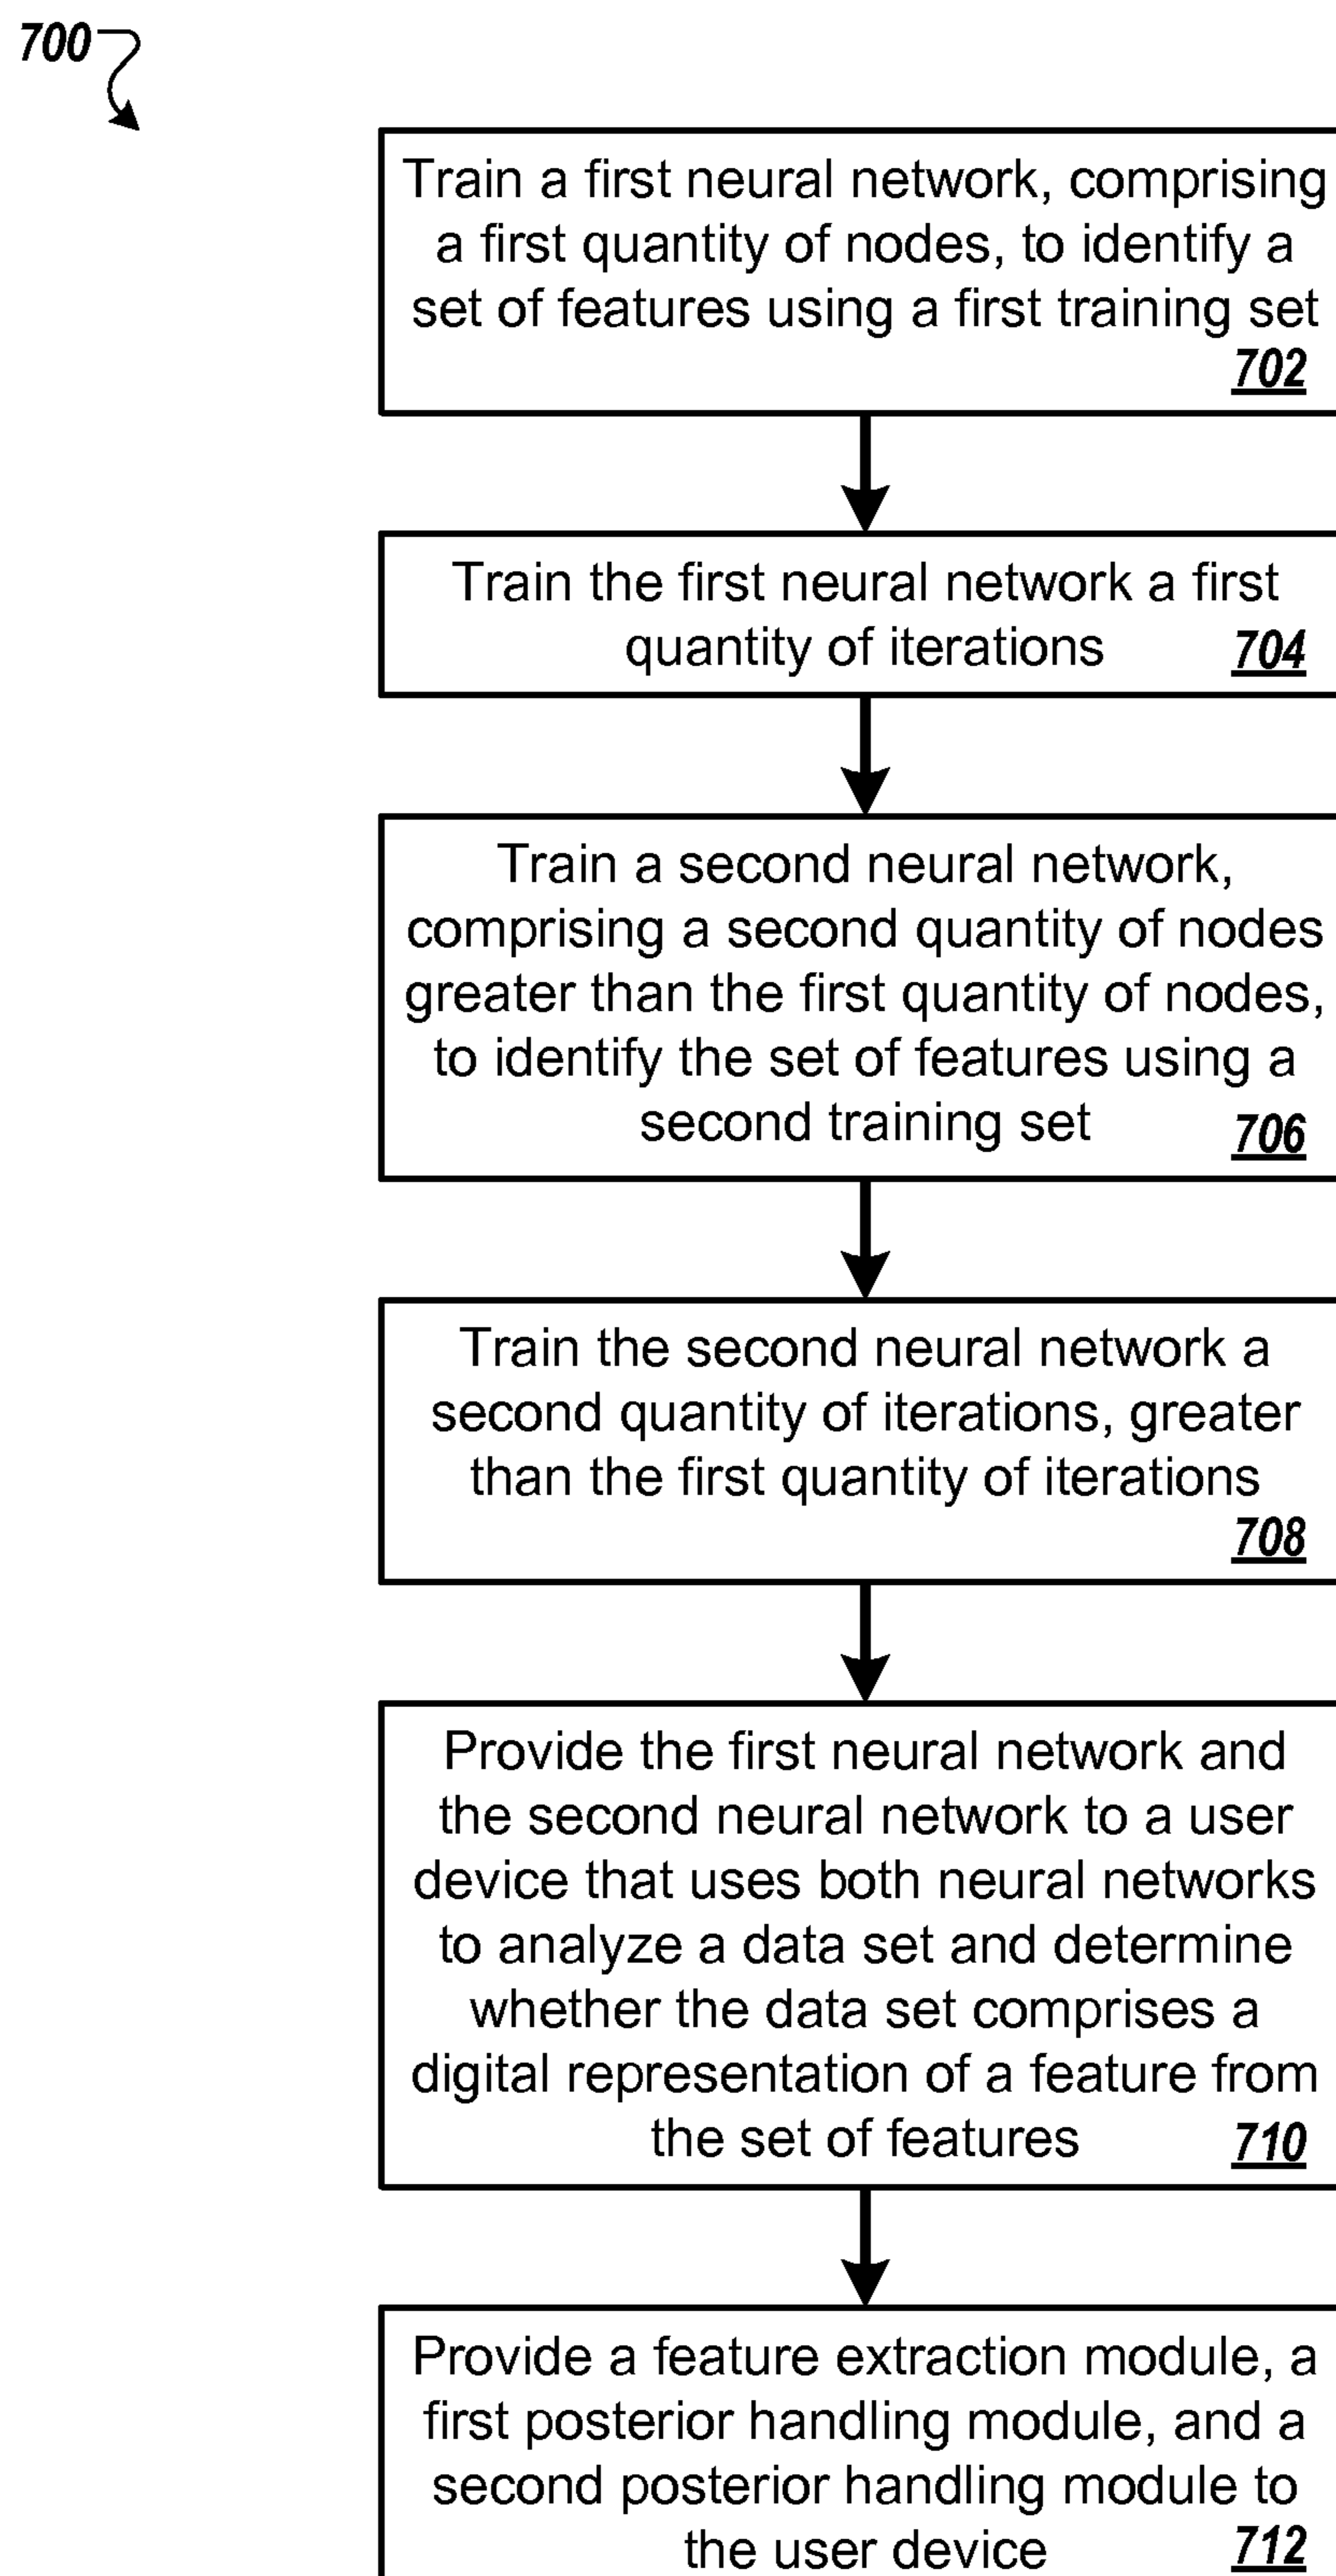 700
Train a first neural network, comprising
a first quantity of nodes, to identify a
set of features using a first training set
702
Train the first neural network a first
quantity of iterations 704
Train a second neural network,
comprising a second quantity of nodes
greater than the first quantity of nodes,
to identify the set of features using a
second training set 706
Train the second neural network a
second quantity of iterations, greater
than the first quantity of iterations
708
Provide the first neural network and
the second neural network to a user
device that uses both neural networks
to analyze a data set and determine
whether the data set comprises a
digital representation of a feature from
the set of features 710
Provide a feature extraction module, a
first posterior handling module, and a
second posterior handling module to
the user device 712